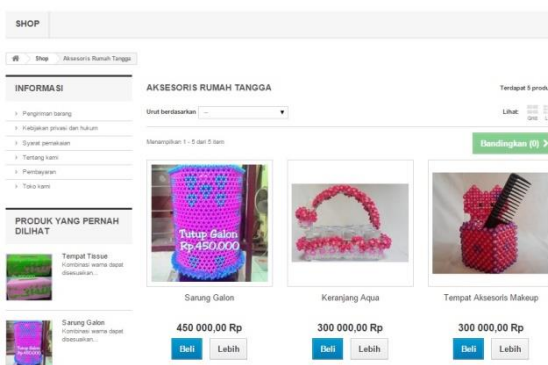 SHOP
Shop
Aksesoris Rumah Tangga
INFORMASI
Pengiriman barang
Kebijakan privasi dan hukum
Syarat pemakaian
Tentang kami
Pembayaran
Toko kami
PRODUK YANG PERNAH
DILIHAT
Tempat Tissue
Kombinasi warna dapat
disesuaikan...
Sarung Galon
Kombinasi warna dapat
disesuaikan...
AKSESORIS RUMAH TANGGA
Terdapat 5 produ
Urut berdasarkan --
Lihat:
Menampilkan 1 - 5 dari 5 item
Bandingkan (0)
Tutup Galon
Rp.450.000
Sarung Galon
450 000,00 Rp
Beli Lebih
Keranjang Aqua
300 000,00 Rp
Beli Lebih
Tempat Aksesoris Makeup
300 000,00 Rp
Beli Lebih